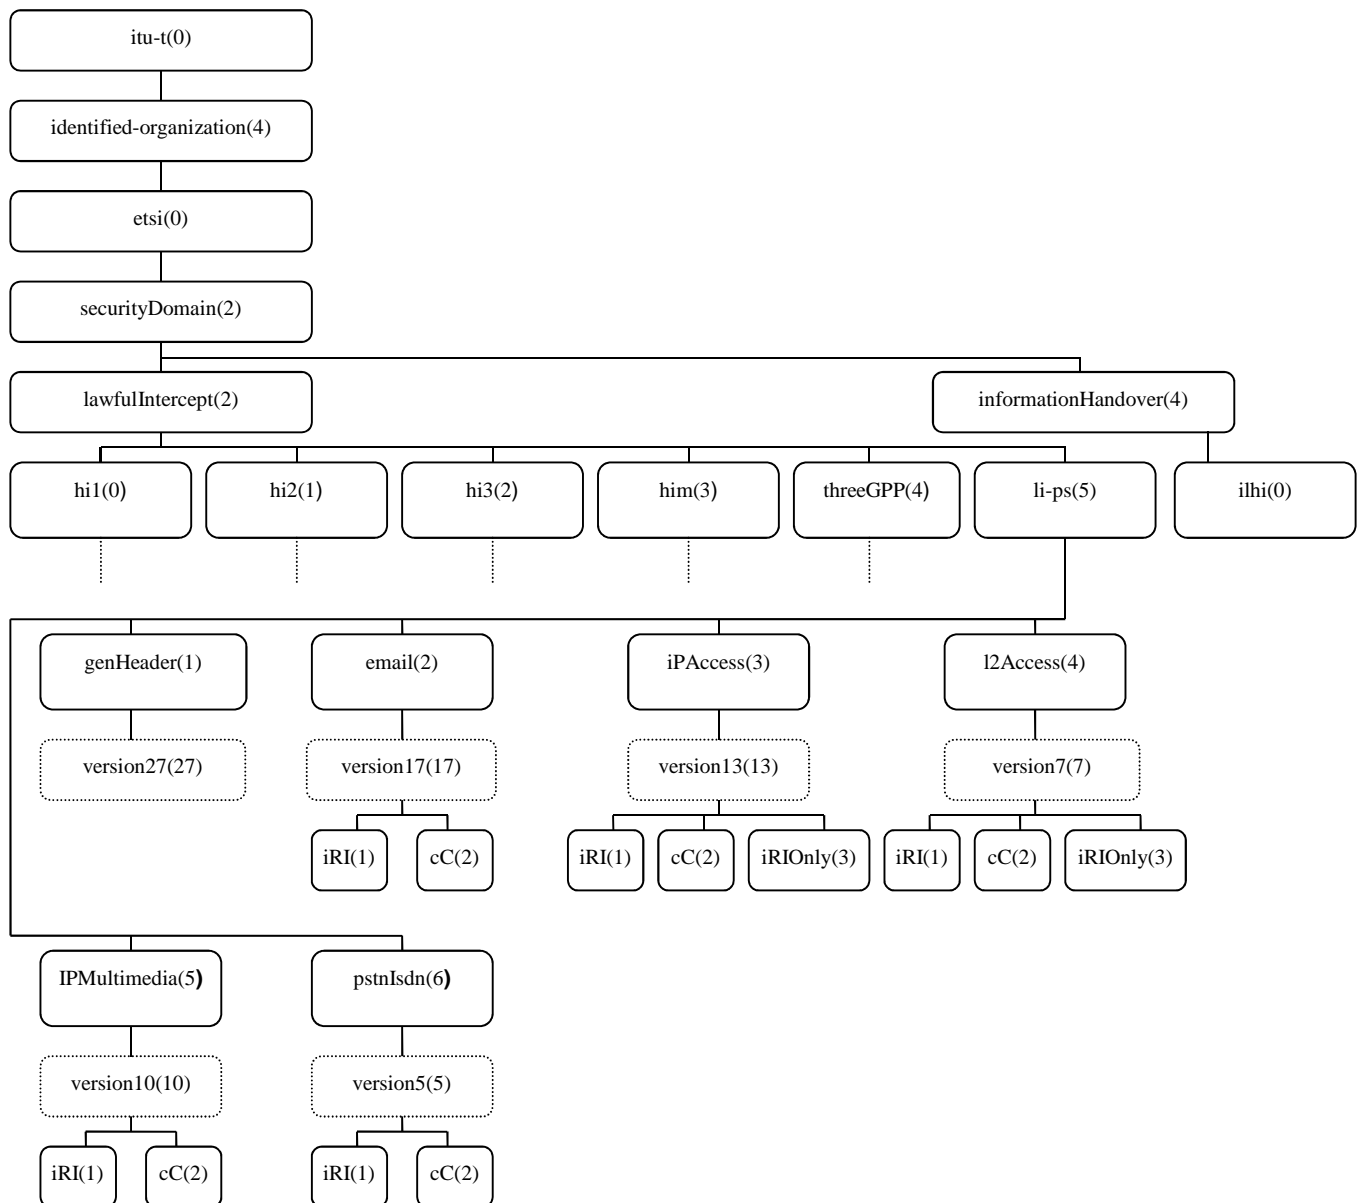 itu-t(0)
identified-organization(4)
etsi(0)
securityDomain(2)
lawfulIntercept(2)
informationHandover(4)
hi1(0)
hi2(1)
hi3(2)
him(3)
threeGPP(4)
li-ps(5)
ilhi(0)
genHeader(1)
email(2)
iPAccess(3)
l2Access(4)
version27(27)
version17(17)
version13(13)
version7(7)
iRI(1)
cC(2)
iRI(1)
cC(2)
iRIOnly(3)
iRI(1)
cC(2)
iRIOnly(3)
IPMultimedia(5)
pstnIsdn(6)
version10(10)
version5(5)
iRI(1)
cC(2)
iRI(1)
cC(2)